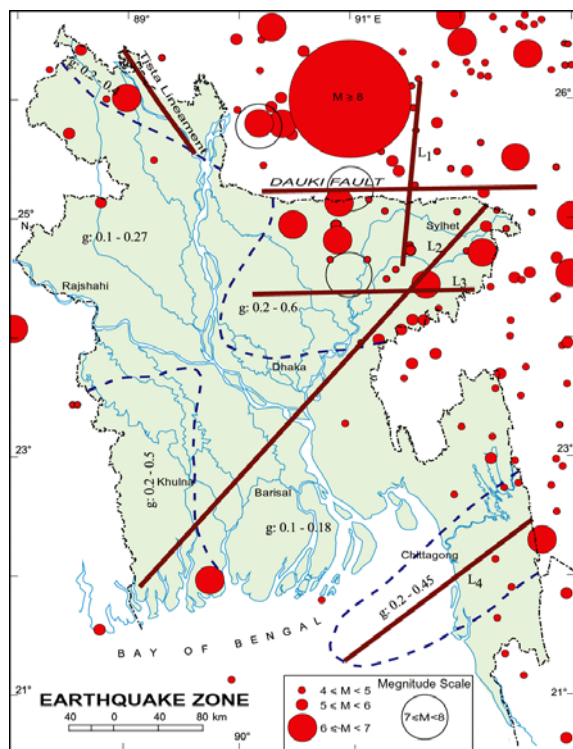 89°
91° E
Tista Lineament
g: 0.2 - 0.4
M ≥ 8
26°
L1
DAUKI FAULT
25°
N
Sylhet
g: 0.1 - 0.27
L2
Rajshahi
L3
g: 0.2 - 0.6
Dhaka
23°
23°
g: 0.2 - 0.5
Khulna
Barisal
g: 0.1 - 0.18
Chittagong
L4
g: 0.2 - 0.45
BAY OF BENGAL
21°
21°
EARTHQUAKE ZONE
40 0 40 80 km
90°
Megnitude Scale
4 ≤ M < 5
5 ≤ M < 6
6 ≤ M < 7
7 ≤ M < 8